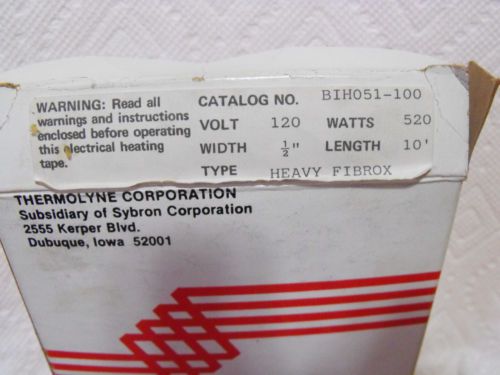 WARNING: Read all
warnings and instructions
enclosed before operating
this electrical heating
tape.
CATALOG NO. BIH051-100
VOLT 120 WATTS 520
WIDTH ½" LENGTH 10'
TYPE HEAVY FIBROX
THERMOLYNE CORPORATION
Subsidiary of Sybron Corporation
2555 Kerper Blvd.
Dubuque, Iowa 52001